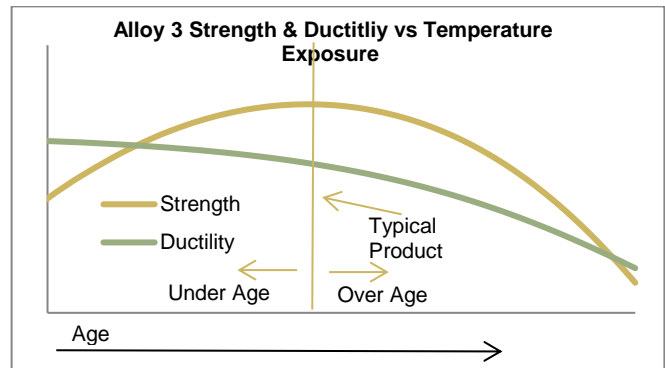 Alloy 3 Strength & Ductitliy vs Temperature
Exposure
Strength
Ductility
Typical
Product
Under Age
Over Age
Age